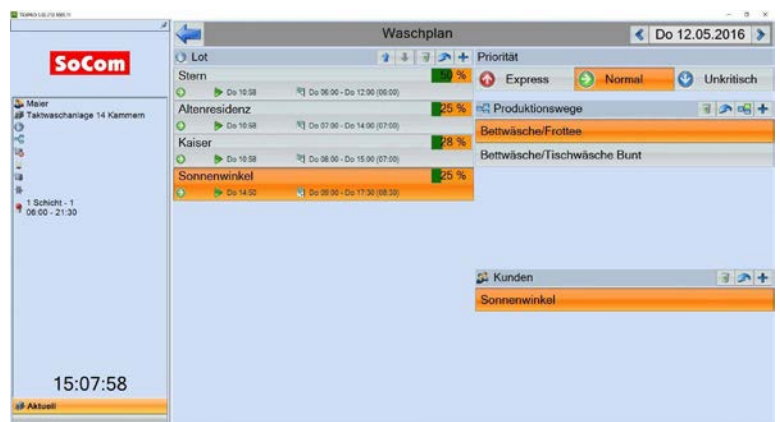 Waschplan
Do 12.05.2016
SoCom
Lot
Priorität
Stern
50 %
Express
Normal
Unkritisch
Do 10:58
Do 06:00 - Do 12:00 (06:00)
Maier
Taktwaschanlage 14 Kammern
Altenresidenz
25 %
Produktionswege
Do 10:58
Do 07:00 - Do 14:00 (07:00)
Bettwäsche/Frottee
Kaiser
28 %
Bettwäsche/Tischwäsche Bunt
Do 10:58
Do 08:00 - Do 15:00 (07:00)
Sonnenwinkel
25 %
Do 14:50
Do 09:00 - Do 17:30 (08:30)
1 Schicht - 1
06:00 - 21:30
Kunden
Sonnenwinkel
15:07:58
Aktuell